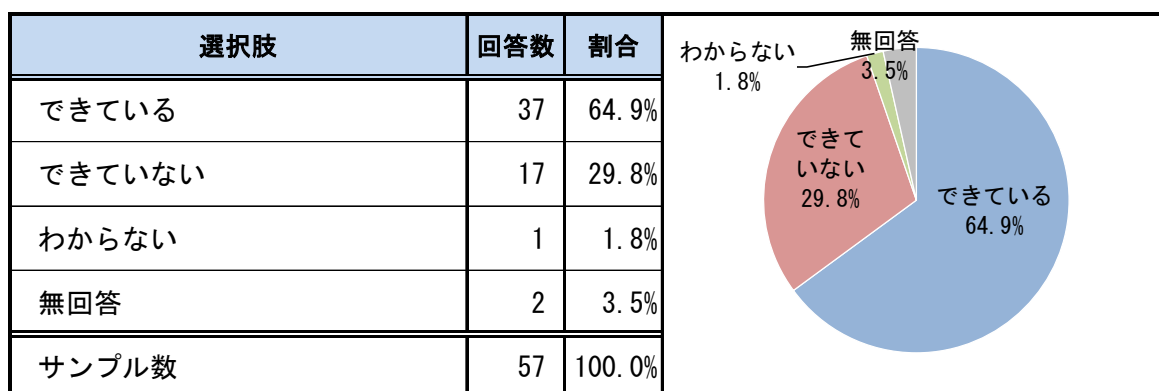 選択肢 回答数 割合
できている 37 64.9%
できていない 17 29.8%
わからない 1 1.8%
無回答 2 3.5%
サンプル数 57 100.0%
わからない
1.8%
無回答
3.5%
できて
いない
29.8%
できている
64.9%